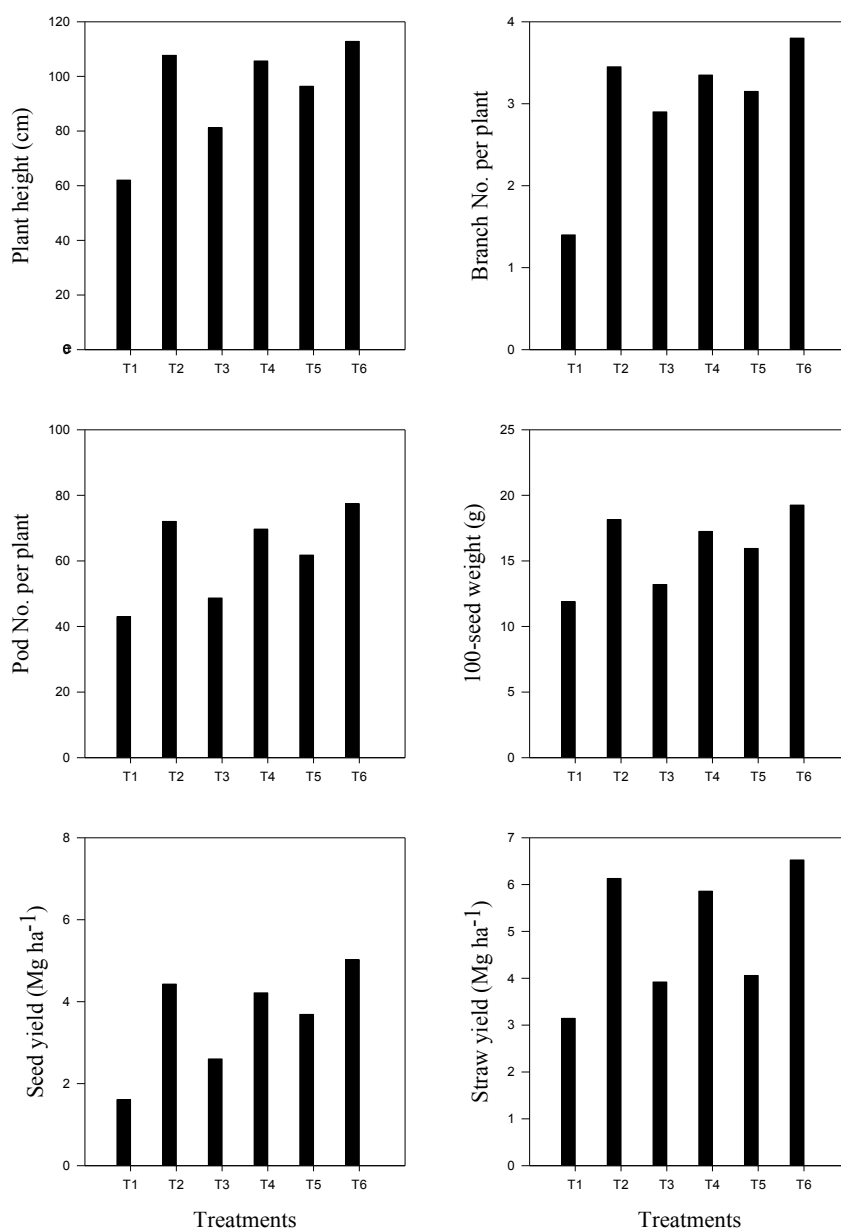 Plant height (cm)
120
100
80
60
40
20
0
e
T1 T2 T3 T4 T5 T6
Branch No. per plant
4
3
2
1
0
T1 T2 T3 T4 T5 T6
Pod No. per plant
100
80
60
40
20
0
T1 T2 T3 T4 T5 T6
100-seed weight (g)
25
20
15
10
5
0
T1 T2 T3 T4 T5 T6
Seed yield (Mg ha-1)
8
6
4
2
0
T1 T2 T3 T4 T5 T6
Treatments
Straw yield (Mg ha-1)
7
6
5
4
3
2
1
0
T1 T2 T3 T4 T5 T6
Treatments